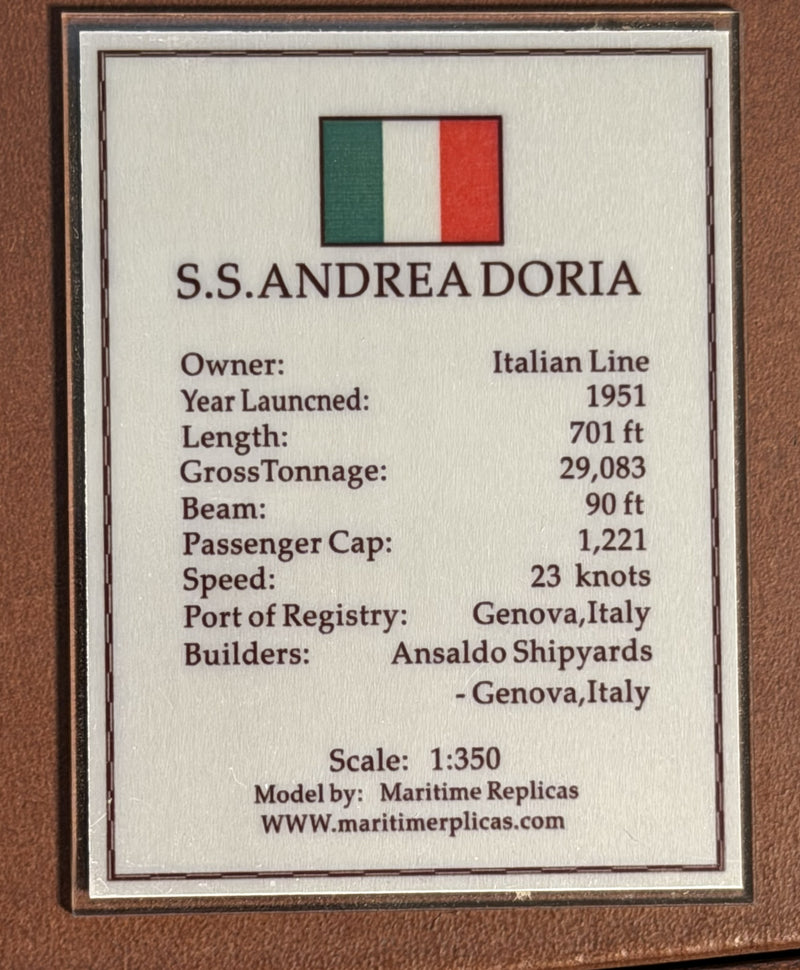 S.S.ANDREA DORIA
Owner: Italian Line
Year Launcned: 1951
Length: 701 ft
GrossTonnage: 29,083
Beam: 90 ft
Passenger Cap: 1,221
Speed: 23 knots
Port of Registry: Genova,Italy
Builders: Ansaldo Shipyards
- Genova,Italy
Scale: 1:350
Model by: Maritime Replicas
WWW.maritimerplicas.com